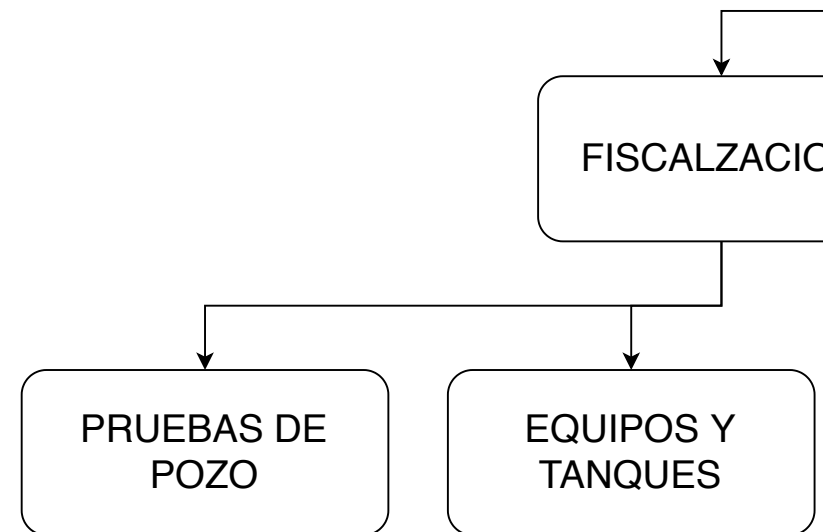 FISCALZACIO
PRUEBAS DE
POZO
EQUIPOS Y
TANQUES